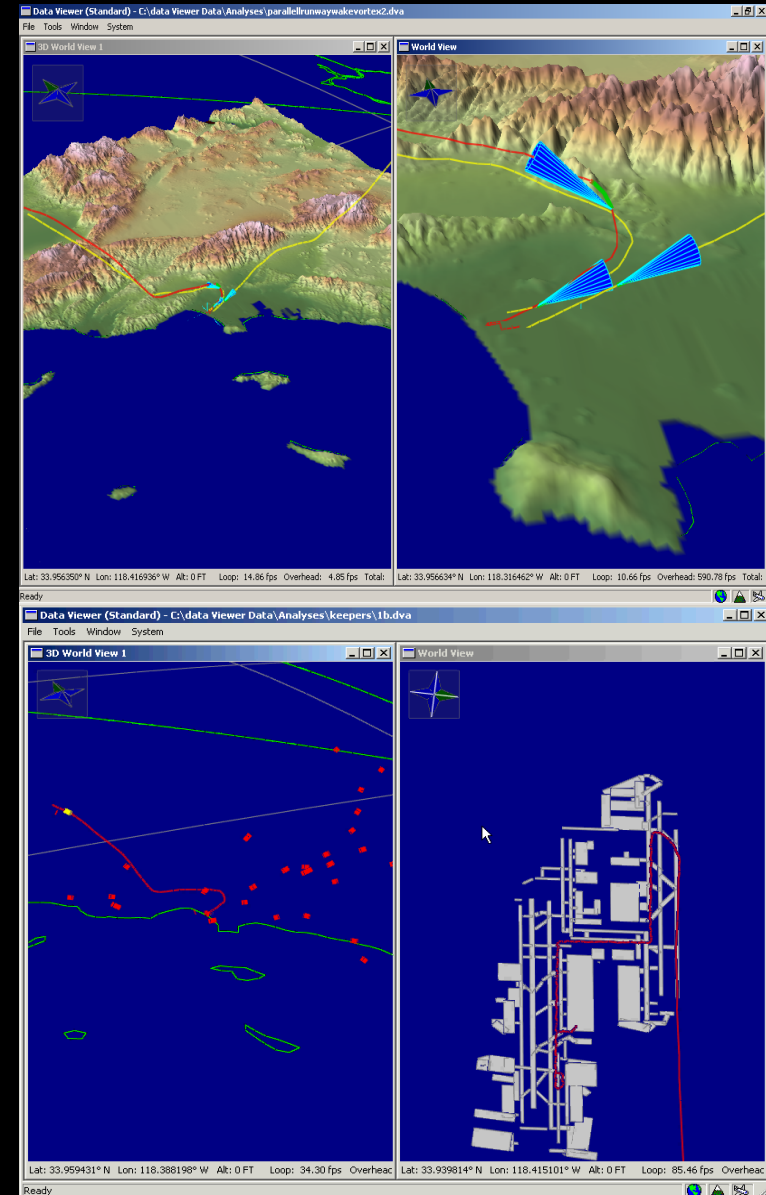 Data Viewer (Standard) - C:\data Viewer Data\Analyses\parallellrunwaywakevortex2.dva
File Tools Window System
3D World View 1
World View
Lat: 33.956350° N Lon: 118.416936° W Alt: 0 FT Loop: 14.86 fps Overhead: 4.85 fps Total:
Lat: 33.956634° N Lon: 118.316462° W Alt: 0 FT Loop: 10.66 fps Overhead: 590.78 fps Total:
Ready
Data Viewer (Standard) - C:\data Viewer Data\Analyses\keepers\1b.dva
File Tools Window System
3D World View 1
World View
Lat: 33.959431° N Lon: 118.388198° W Alt: 0 FT Loop: 34.30 fps Overheac
Lat: 33.939814° N Lon: 118.415101° W Alt: 0 FT Loop: 85.46 fps Overheac
Ready